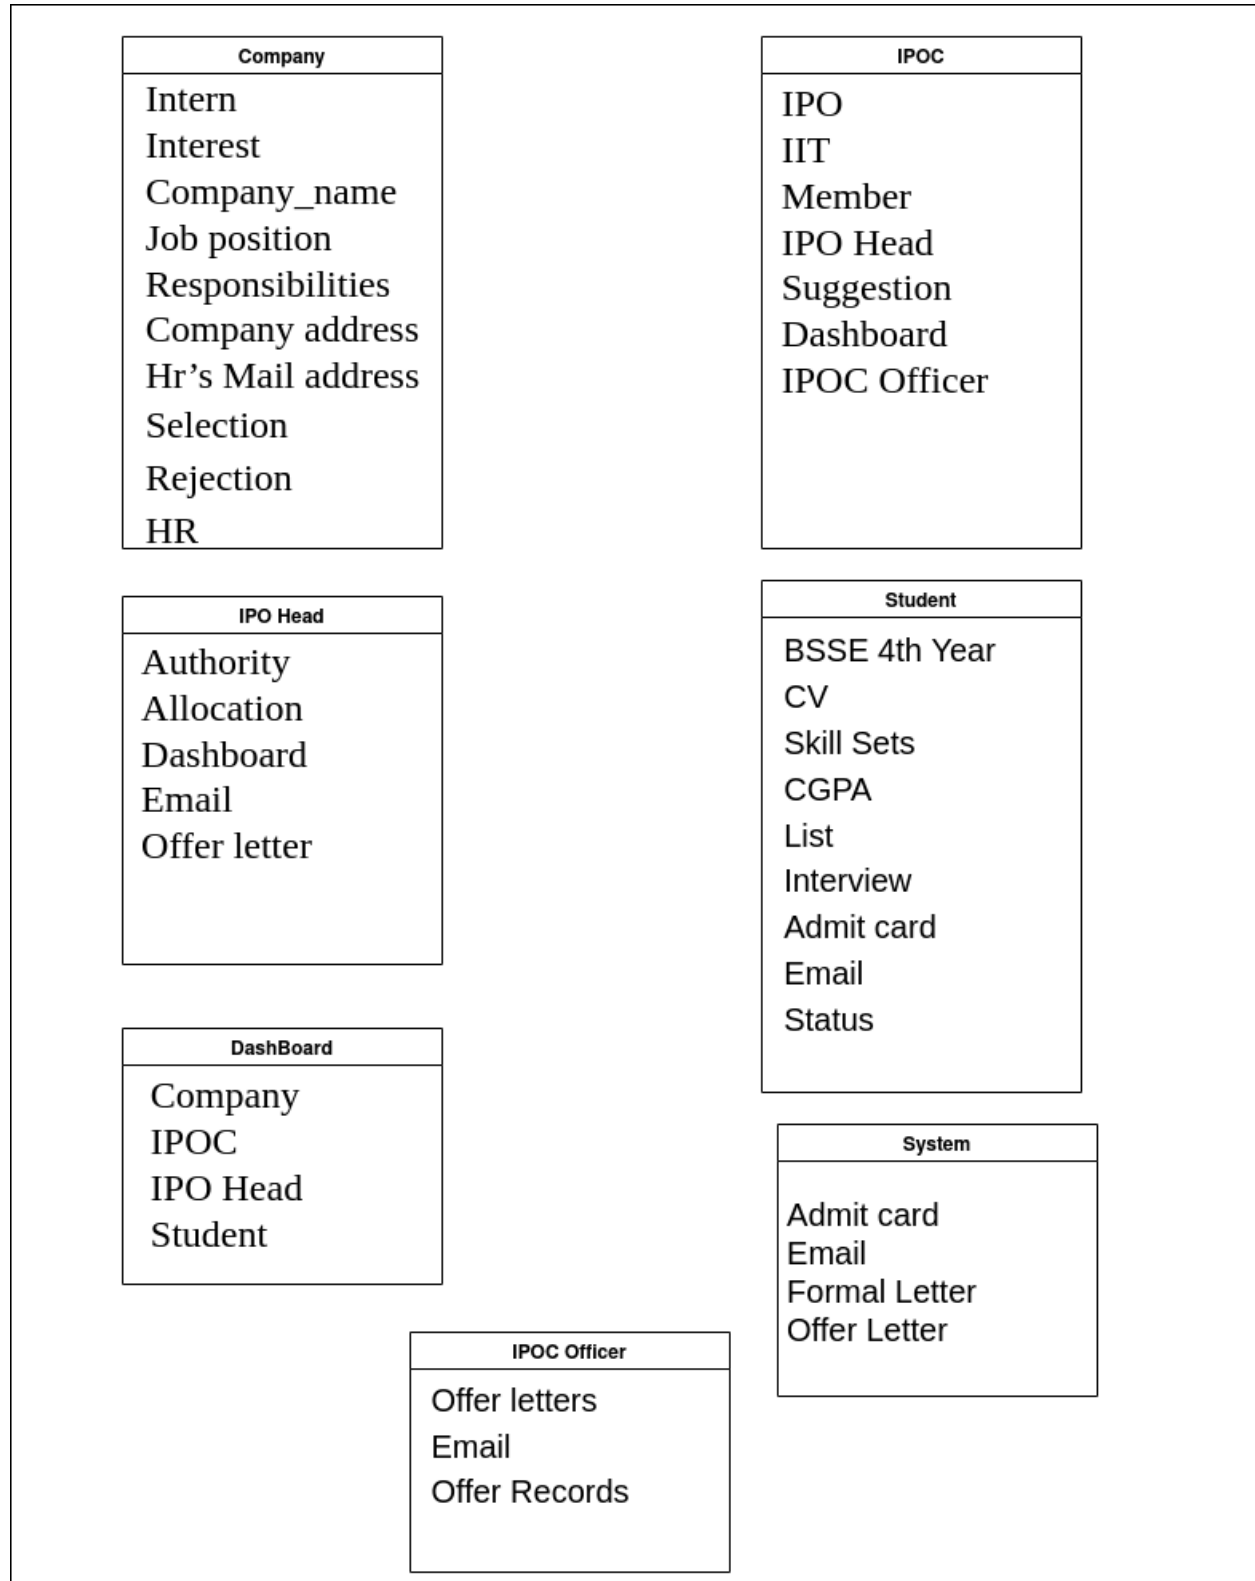 Company
Intern
Interest
Company_name
Job position
Responsibilities
Company address
Hr’s Mail address
Selection
Rejection
HR
IPOC
IPO
IIT
Member
IPO Head
Suggestion
Dashboard
IPOC Officer
IPO Head
Authority
Allocation
Dashboard
Email
Offer letter
Student
BSSE 4th Year
CV
Skill Sets
CGPA
List
Interview
Admit card
Email
Status
DashBoard
Company
IPOC
IPO Head
Student
System
Admit card
Email
Formal Letter
Offer Letter
IPOC Officer
Offer letters
Email
Offer Records